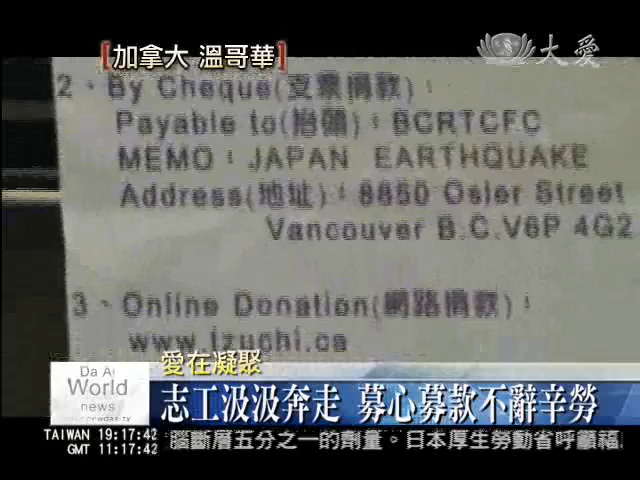 [加拿大 溫哥華]
大愛
2、By Cheque(支票捐款)：
Payable to(抬頭)：BCRTCFC
MEMO：JAPAN EARTHQUAKE
Address(地址)：8850 Osler Street
Vancouver B.C.V6P 4G2
3、Online Donation(網路捐款)：
www.tzuchi.ca
愛在凝聚
Da Ai
World
news
志工汲汲奔走 募心募款不辭辛勞
TAIWAN 19:17:42
GMT 11:17:42
腦斷層五分之一的劑量。日本厚生勞動省呼籲福